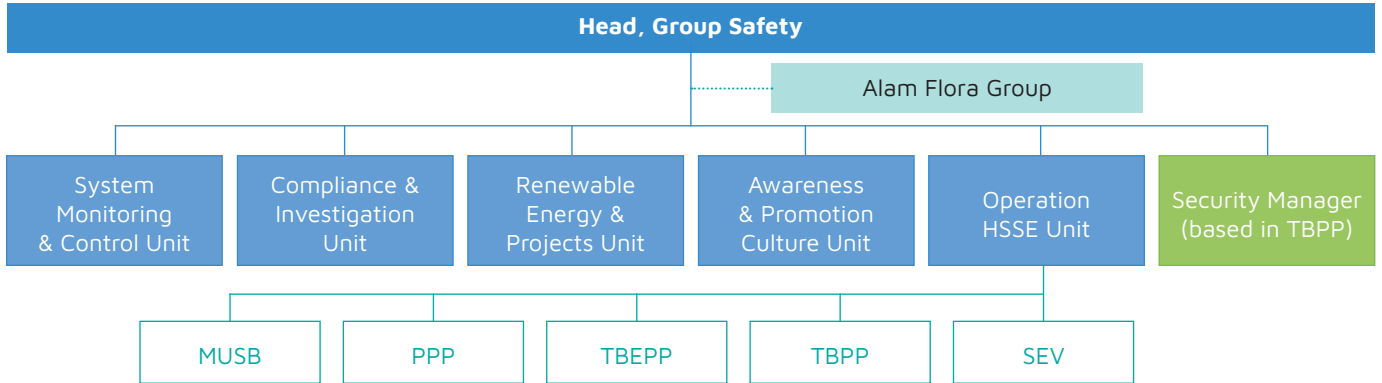 Head, Group Safety
Alam Flora Group
System
Monitoring
& Control Unit
Compliance &
Investigation
Unit
Renewable
Energy &
Projects Unit
Awareness
& Promotion
Culture Unit
Operation
HSSE Unit
Security Manager
(based in TBPP)
MUSB
PPP
TBEPP
TBPP
SEV